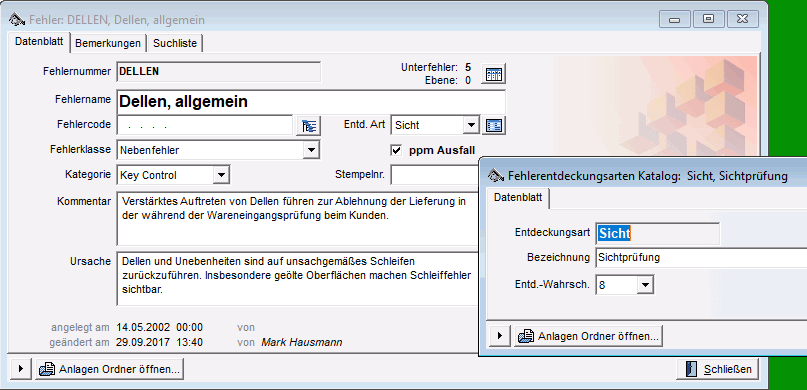 Fehler: DELLEN, Dellen, allgemein
Datenblatt Bemerkungen Suchliste
Fehlernummer DELLEN Unterfehler: 5
Ebene: 0
Fehlername Dellen, allgemein
Fehlercode . . . . Entd. Art Sicht
Fehlerklasse Nebenfehler ppm Ausfall
Kategorie Key Control Stempelnr.
Kommentar Verstärktes Auftreten von Dellen führen zur Ablehnung der Lieferung in
der während der Wareneingangsprüfung beim Kunden.
Ursache Dellen und Unebenheiten sind auf unsachgemäßes Schleifen
zurückzuführen. Insbesondere geölte Oberflächen machen Schleiffehler
sichtbar.
angelegt am 14.05.2002 00:00 von
geändert am 29.09.2017 13:40 von Mark Hausmann
Anlagen Ordner öffnen... Schließen
Fehlerentdeckungsarten Katalog: Sicht, Sichtprüfung
Datenblatt
Entdeckungsart Sicht
Bezeichnung Sichtprüfung
Entd.-Wahrsch. 8
Anlagen Ordner öffnen...